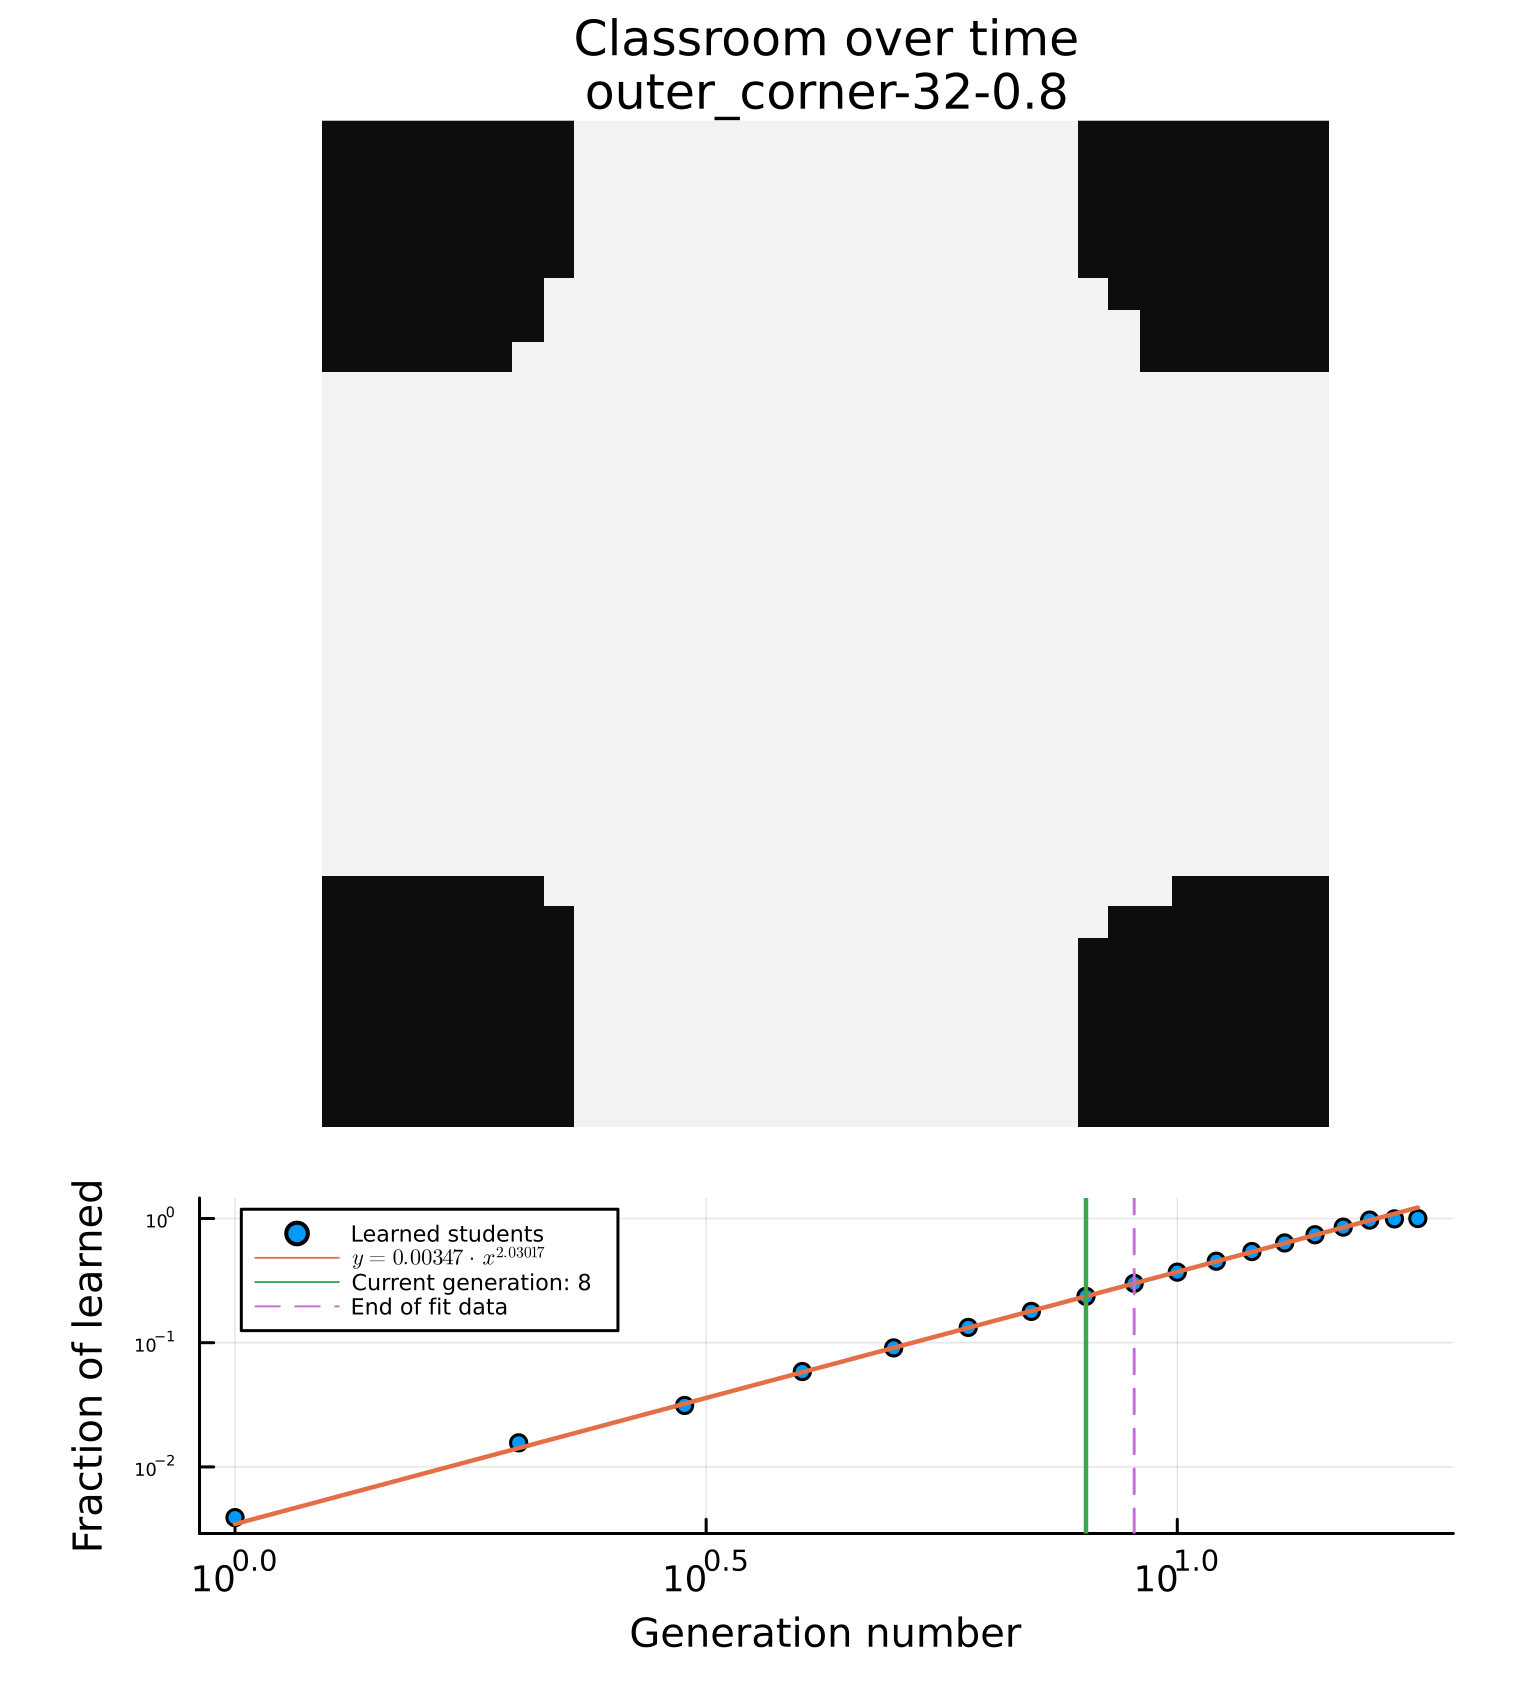 Classroom over time
outer_corner-32-0.8
Fraction of learned
10^0
10^-1
10^-2
Learned students
y = 0.00347 · x^2.03017
Current generation: 8
End of fit data
10^0.0 10^0.5 10^1.0
Generation number